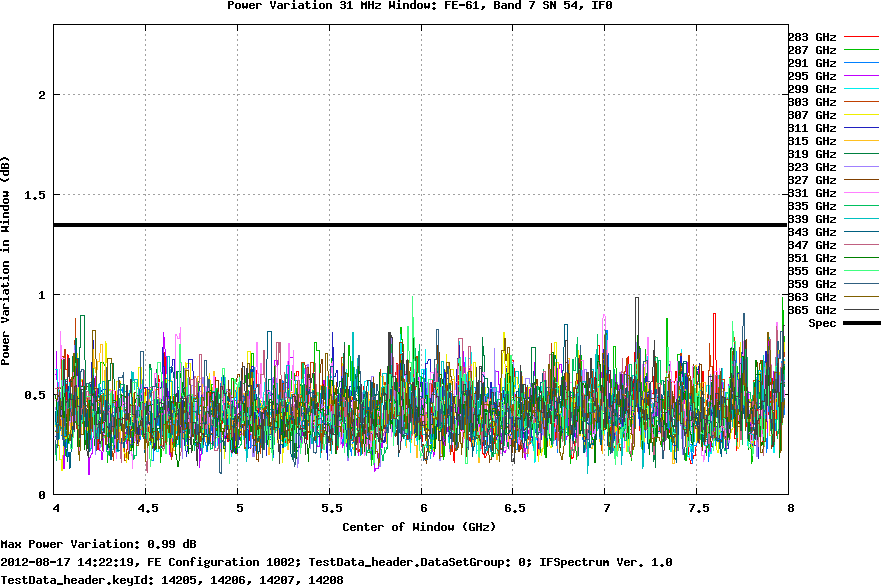 Power Variation 31 MHz Window: FE-61, Band 7 SN 54, IF0
283 GHz
287 GHz
291 GHz
295 GHz
299 GHz
303 GHz
307 GHz
311 GHz
315 GHz
319 GHz
323 GHz
327 GHz
331 GHz
335 GHz
339 GHz
343 GHz
347 GHz
351 GHz
355 GHz
359 GHz
363 GHz
365 GHz
Spec
Power Variation in Window (dB)
2
1.5
1
0.5
0
4 4.5 5 5.5 6 6.5 7 7.5 8
Center of Window (GHz)
Max Power Variation: 0.99 dB
2012-08-17 14:22:19, FE Configuration 1002; TestData_header.DataSetGroup: 0; IFSpectrum Ver. 1.0
TestData_header.keyId: 14205, 14206, 14207, 14208